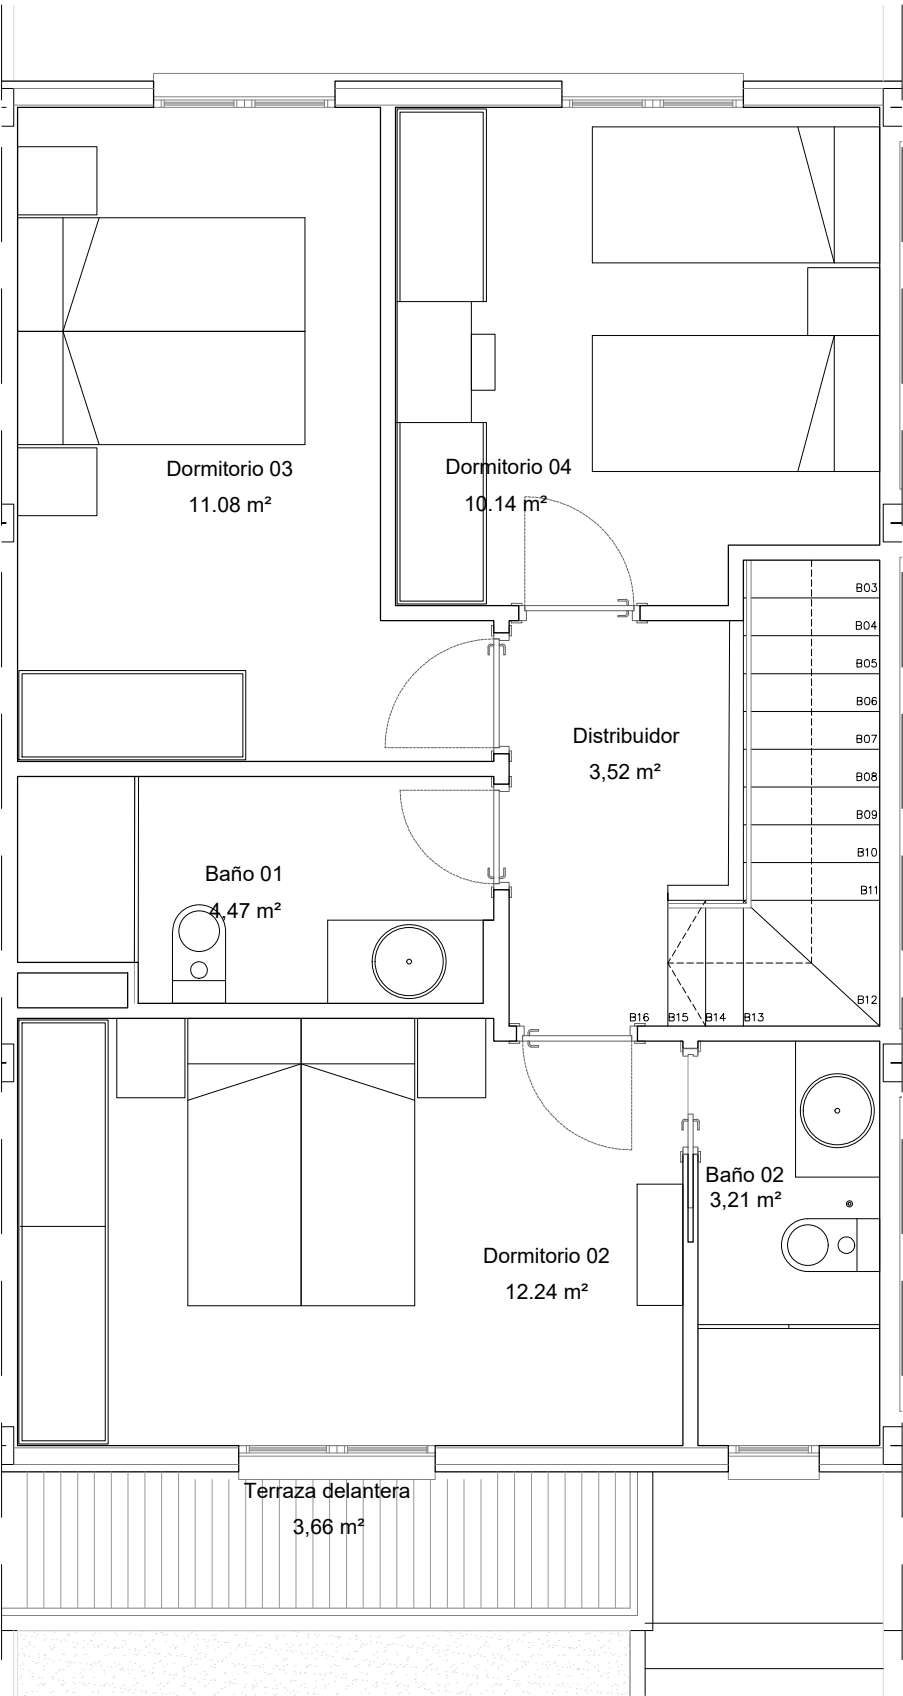 Dormitorio 03
11.08 m²
Dormitorio 04
10.14 m²
B03
B04
B05
B06
B07
B08
B09
B10
B11
B12
Distribuidor
3,52 m²
Baño 01
4,47 m²
B16 B15 B14 B13
Baño 02
3,21 m²
Dormitorio 02
12.24 m²
Terraza delantera
3,66 m²